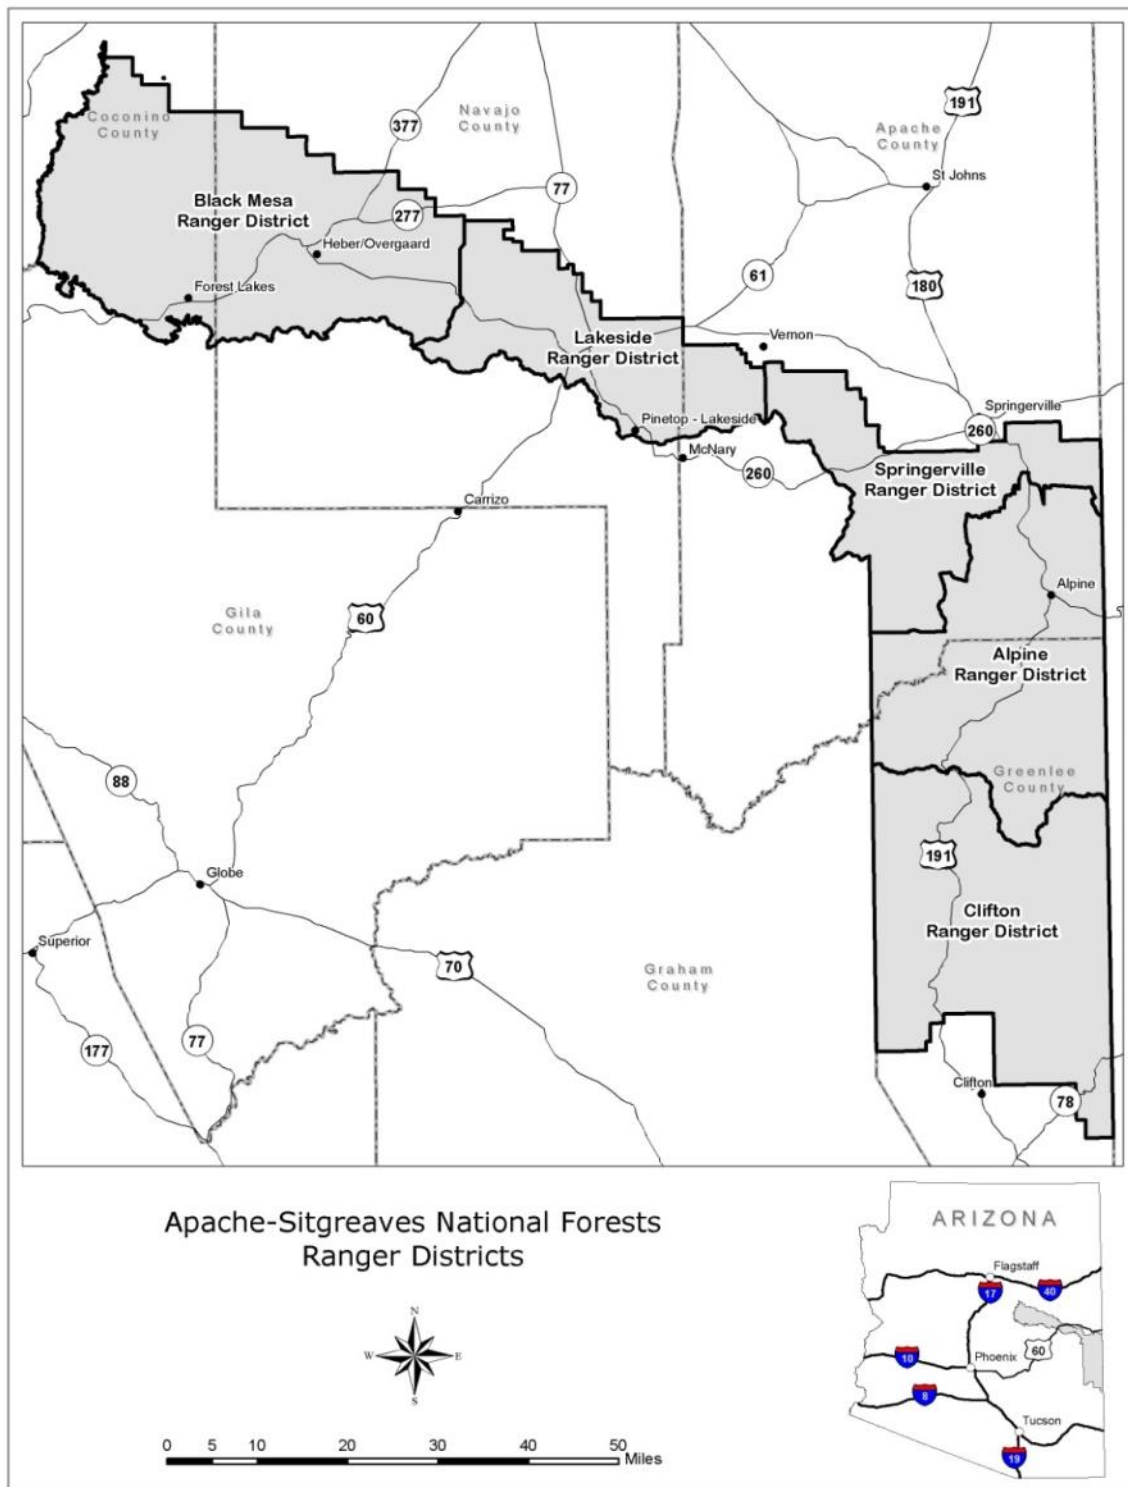 Coconino
County
Navajo
County
377
191
Apache
County
St Johns
Black Mesa
Ranger District
77
277
Heber/Overgaard
61
180
Forest Lakes
Lakeside
Ranger District
Vernon
Springerville
Pinetop - Lakeside
260
McNary
260
Springerville
Ranger District
Carrizo
Alpine
Gila
County
60
Alpine
Ranger District
88
Greenlee
County
191
Globe
Clifton
Ranger District
Superior
70
Graham
County
77
177
Clifton
78
Apache-Sitgreaves National Forests
Ranger Districts
N
W
E
S
0 5 10 20 30 40 50
Miles
ARIZONA
Flagstaff
17
40
60
10
Phoenix
8
Tucson
19